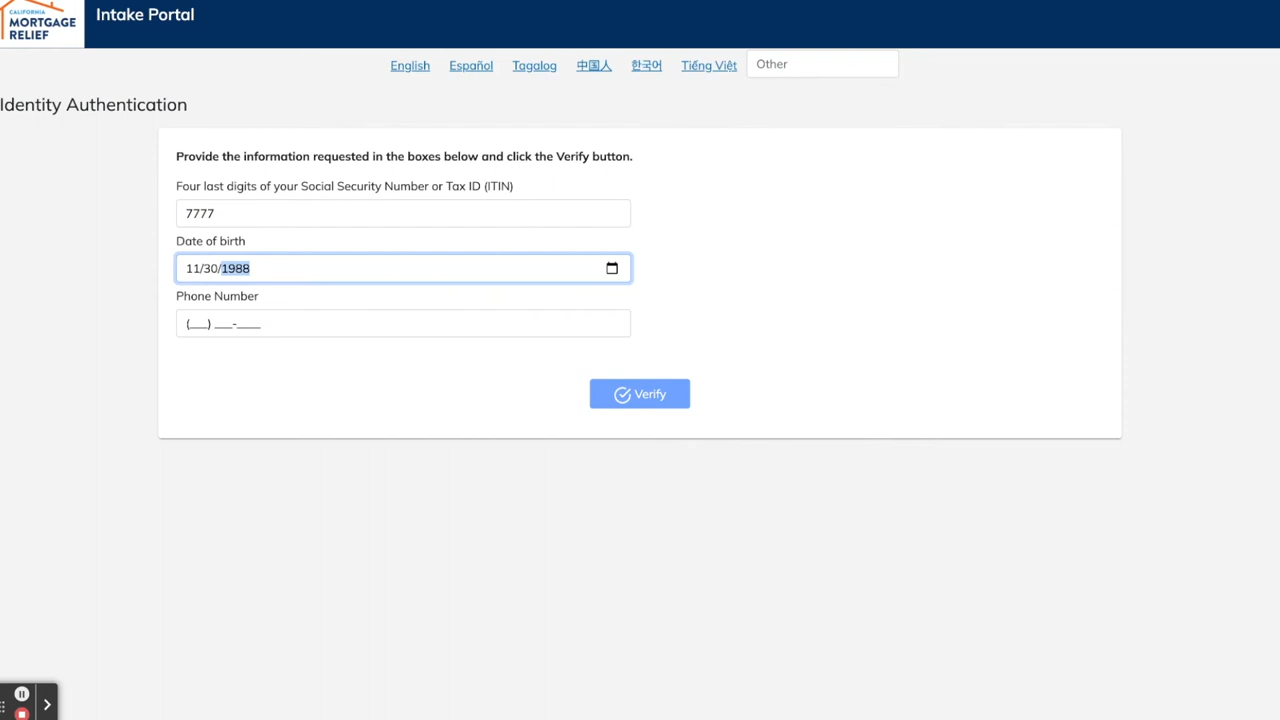 CALIFORNIA
MORTGAGE
RELIEF
Intake Portal
English Español Tagalog 中国人 한국어 Tiếng Việt Other
Identity Authentication
Provide the information requested in the boxes below and click the Verify button.
Four last digits of your Social Security Number or Tax ID (ITIN)
7777
Date of birth
11/30/1988
Phone Number
(___) ___-____
Verify